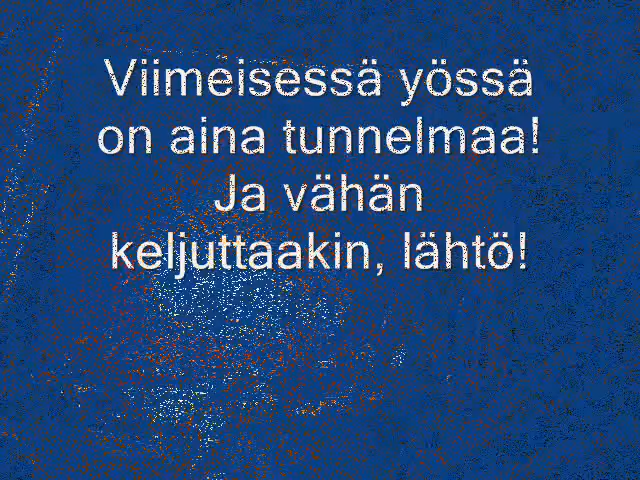 Viimeisessä yössä
on aina tunnelmaa!
Ja vähän
keljuttaakin, lähtö!